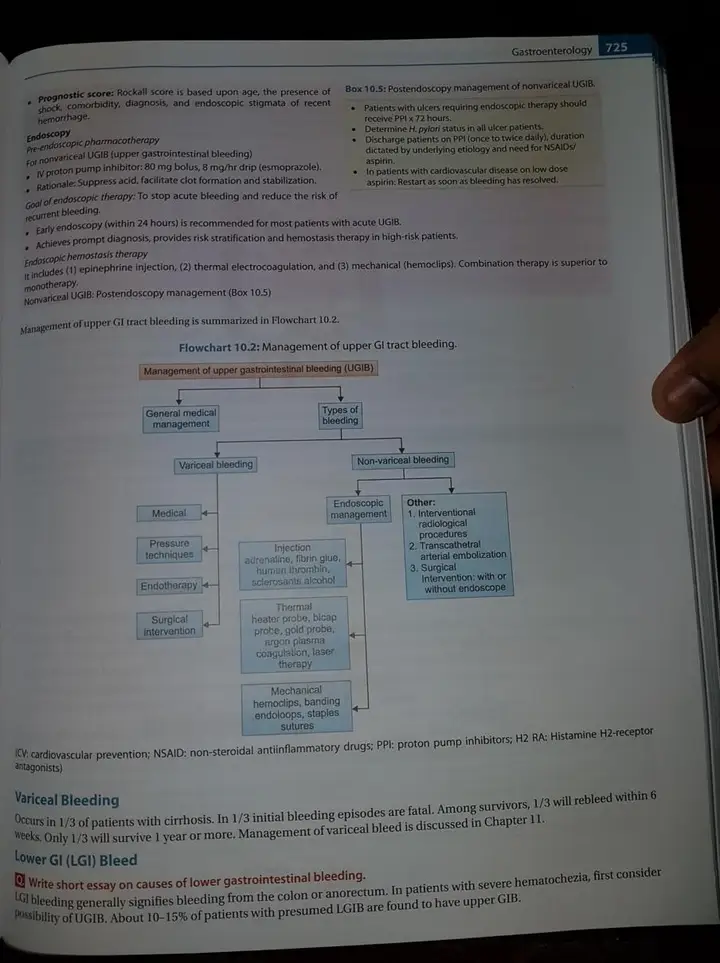 Gastroenterology 725
• Prognostic score: Rockall score is based upon age, the presence of
shock, comorbidity, diagnosis, and endoscopic stigmata of recent
hemorrhage.
Endoscopy
Pre-endoscopic pharmacotherapy
For nonvariceal UGIB (upper gastrointestinal bleeding)
• IV proton pump inhibitor: 80 mg bolus, 8 mg/hr drip (esmoprazole).
• Rationale: Suppress acid, facilitate clot formation and stabilization.
Goal of endoscopic therapy: To stop acute bleeding and reduce the risk of
recurrent bleeding.
Box 10.5: Postendoscopy management of nonvariceal UGIB.
• Patients with ulcers requiring endoscopic therapy should
receive PPI x 72 hours.
• Determine H. pylori status in all ulcer patients.
• Discharge patients on PPI (once to twice daily), duration
dictated by underlying etiology and need for NSAIDs/
aspirin.
• In patients with cardiovascular disease on low dose
aspirin: Restart as soon as bleeding has resolved.
• Early endoscopy (within 24 hours) is recommended for most patients with acute UGIB.
• Achieves prompt diagnosis, provides risk stratification and hemostasis therapy in high-risk patients.
Endoscopic hemostasis therapy
It includes (1) epinephrine injection, (2) thermal electrocoagulation, and (3) mechanical (hemoclips). Combination therapy is superior to
monotherapy.
Nonvariceal UGIB: Postendoscopy management (Box 10.5)
Management of upper GI tract bleeding is summarized in Flowchart 10.2.
Flowchart 10.2: Management of upper GI tract bleeding.
Management of upper gastrointestinal bleeding (UGIB)
General medical
management
Types of
bleeding
Variceal bleeding
Non-variceal bleeding
Medical
Pressure
techniques
Endotherapy
Surgical
intervention
Endoscopic
management
Injection
adrenaline, fibrin glue,
human thrombin,
sclerosants alcohol
Thermal
heater probe, bicap
probe, gold probe,
argon plasma
coagulation, laser
therapy
Mechanical
hemoclips, banding
endoloops, staples
sutures
Other:
1. Interventional
radiological
procedures
2. Transcathetral
arterial embolization
3. Surgical
Intervention: with or
without endoscope
(CV: cardiovascular prevention; NSAID: non-steroidal antiinflammatory drugs; PPI: proton pump inhibitors; H2 RA: Histamine H2-receptor
antagonists)
Variceal Bleeding
Occurs in 1/3 of patients with cirrhosis. In 1/3 initial bleeding episodes are fatal. Among survivors, 1/3 will rebleed within 6
weeks. Only 1/3 will survive 1 year or more. Management of variceal bleed is discussed in Chapter 11.
Lower GI (LGI) Bleed
Q Write short essay on causes of lower gastrointestinal bleeding.
LGI bleeding generally signifies bleeding from the colon or anorectum. In patients with severe hematochezia, first consider
possibility of UGIB. About 10–15% of patients with presumed LGIB are found to have upper GIB.